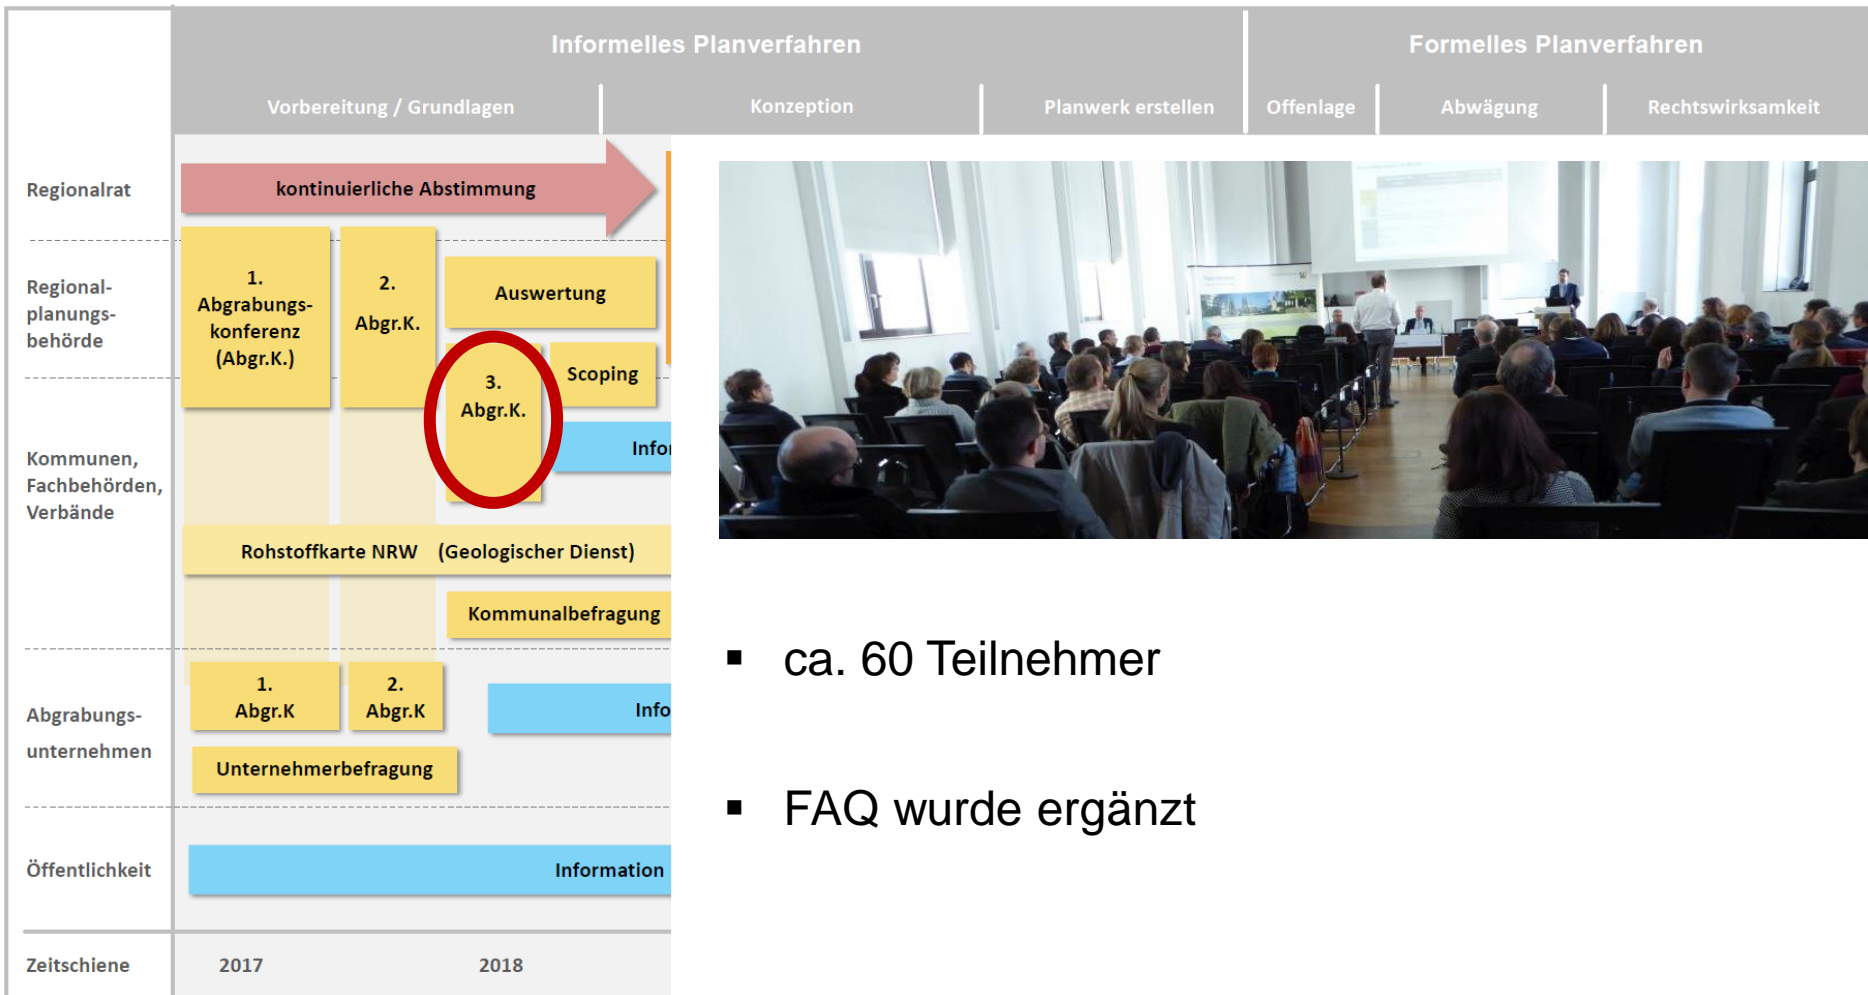 Informelles Planverfahren
Formelles Planverfahren
Vorbereitung / Grundlagen
Konzeption
Planwerk erstellen
Offenlage
Abwägung
Rechtswirksamkeit
Regionalrat
kontinuierliche Abstimmung
Regional-
planungs-
behörde
1.
Abgrabungs-
konferenz
(Abgr.K.)
2.
Abgr.K.
Auswertung
3.
Abgr.K.
Scoping
Kommunen,
Fachbehörden,
Verbände
Infor
Rohstoffkarte NRW (Geologischer Dienst)
Kommunalbefragung
Abgrabungs-
unternehmen
1.
Abgr.K
2.
Abgr.K
Info
Unternehmerbefragung
Öffentlichkeit
Information
Zeitschiene
2017
2018
▪ ca. 60 Teilnehmer
▪ FAQ wurde ergänzt